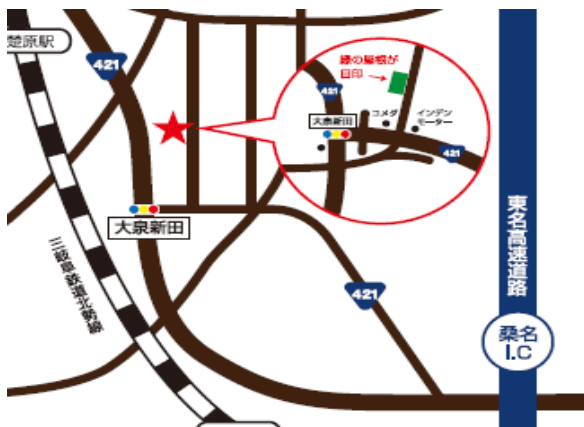 楚原駅
421
緑の屋根が
目印
421
大泉新田
コメダ
インデン
モーター
421
大泉新田
三岐阜鉄道北勢線
421
東名高速道路
桑名
I.C